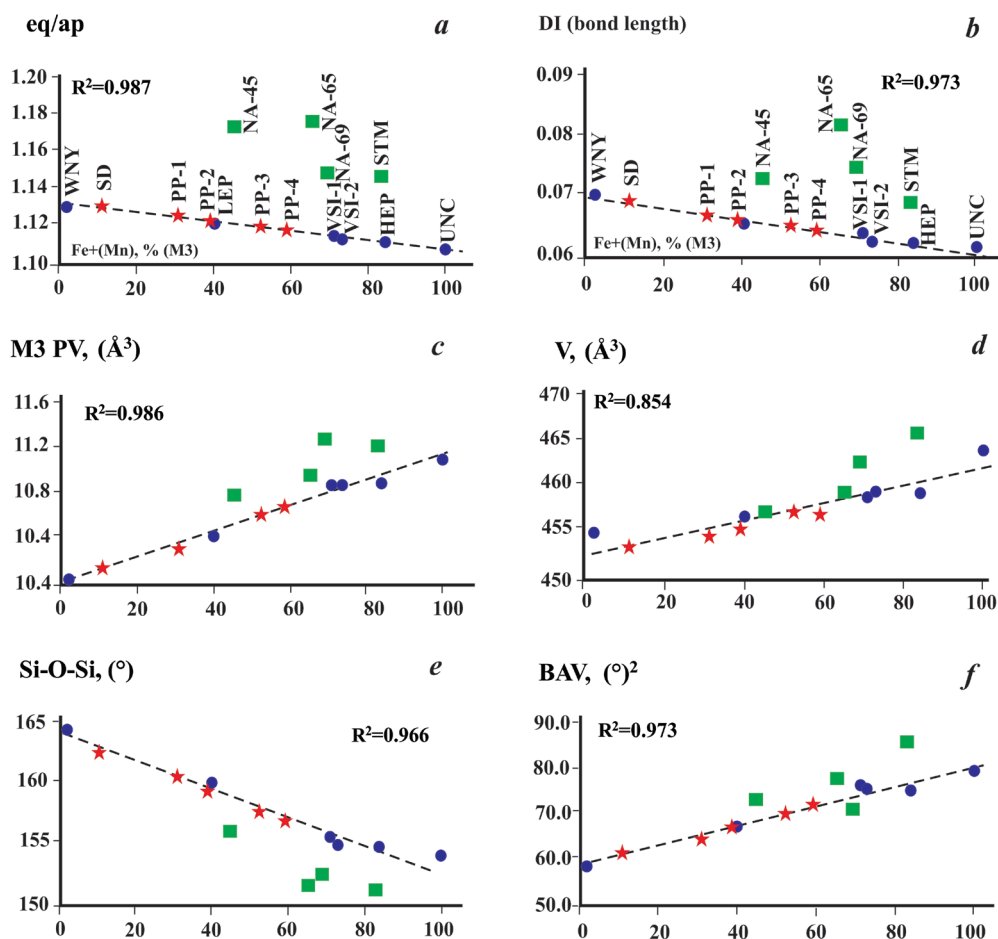 eq/ap
a
1.20
1.18
1.16
1.14
1.12
1.10
R²=0.987
WNY
SD
PP-1
PP-2
LEP
NA-45
PP-3
PP-4
NA-65
NA-69
VSI-1
VSI-2
STM
HEP
UNC
Fe+(Mn), % (M3)
0 20 40 60 80 100
DI (bond length)
b
0.09
0.08
0.07
0.06
R²=0.973
WNY
SD
PP-1
PP-2
NA-45
PP-3
PP-4
NA-65
NA-69
VSI-1
VSI-2
STM
HEP
UNC
Fe+(Mn), % (M3)
0 20 40 60 80 100
M3 PV, (Å³)
c
11.6
11.2
10.8
10.4
10.4
R²=0.986
0 20 40 60 80 100
V, (Å³)
d
470
465
460
455
450
R²=0.854
0 20 40 60 80 100
Si-O-Si, (°)
e
165
160
155
150
R²=0.966
0 20 40 60 80 100
BAV, (°)²
f
90.0
80.0
70.0
60.0
50.0
R²=0.973
0 20 40 60 80 100